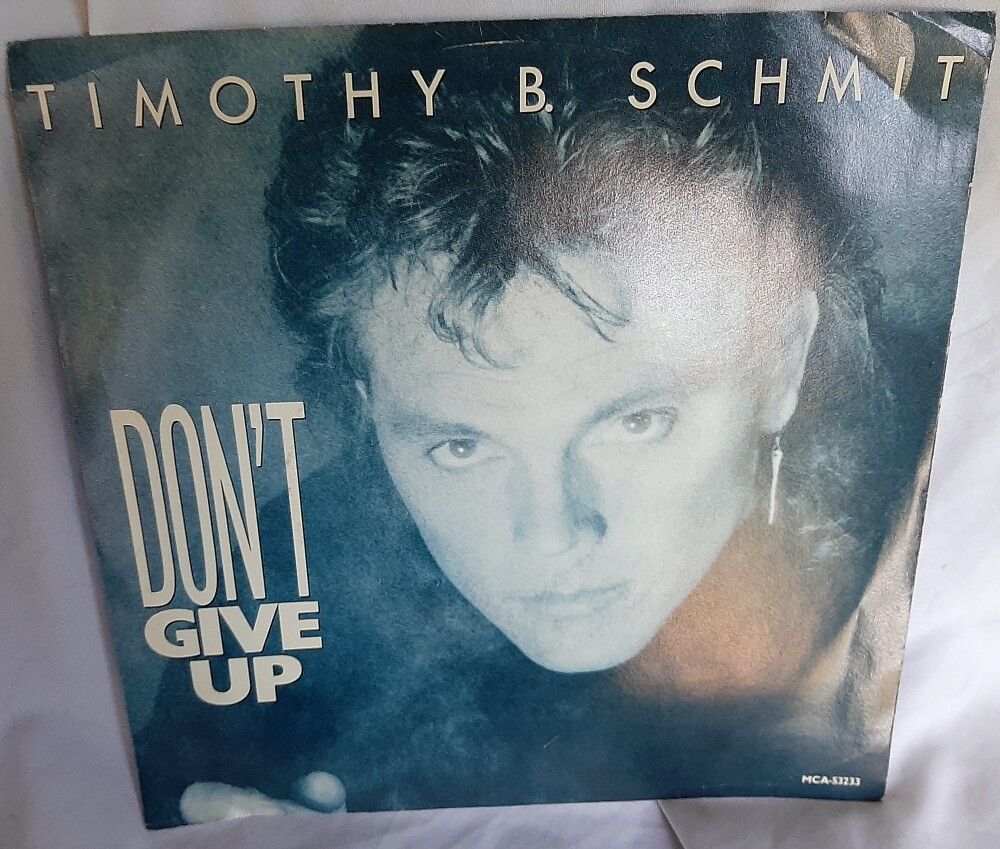 TIMOTHY B. SCHMIT
DON'T
GIVE
UP
MCA-53233